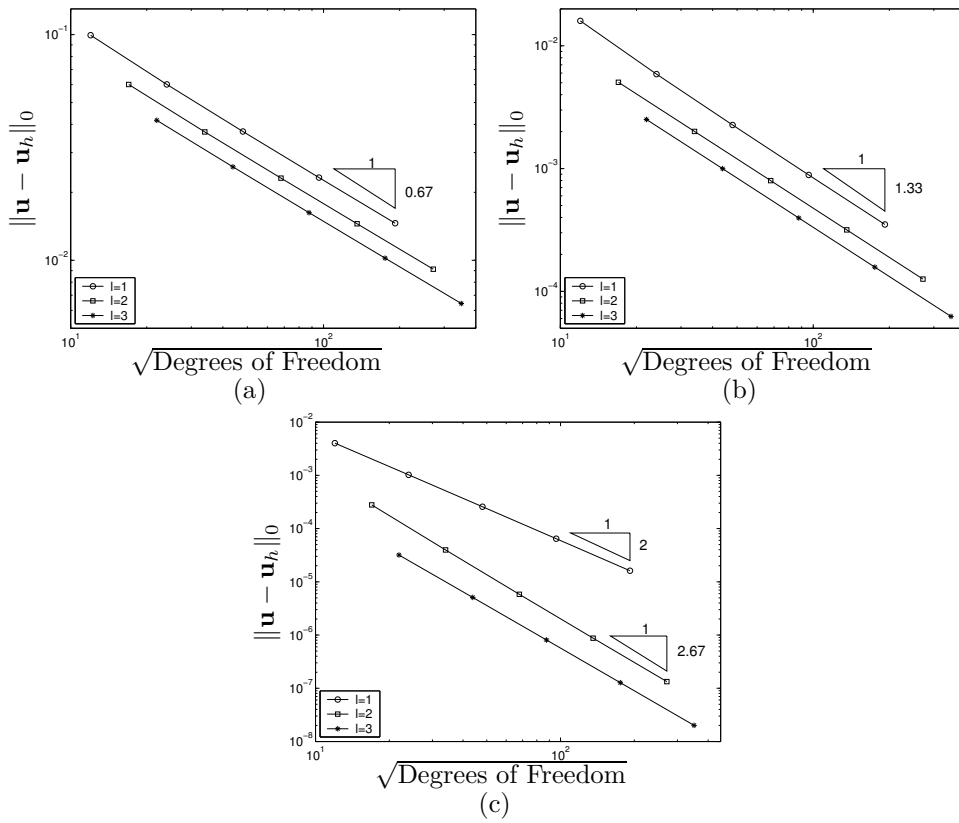 10^{-1}
10^{-2}
‖u − u_h‖_0
1
0.67
l=1
l=2
l=3
10^1
10^2
√Degrees of Freedom
(a)
10^{-2}
10^{-3}
10^{-4}
‖u − u_h‖_0
1
1.33
l=1
l=2
l=3
10^1
10^2
√Degrees of Freedom
(b)
10^{-2}
10^{-3}
10^{-4}
10^{-5}
10^{-6}
10^{-7}
10^{-8}
‖u − u_h‖_0
1
2
1
2.67
l=1
l=2
l=3
10^1
10^2
√Degrees of Freedom
(c)